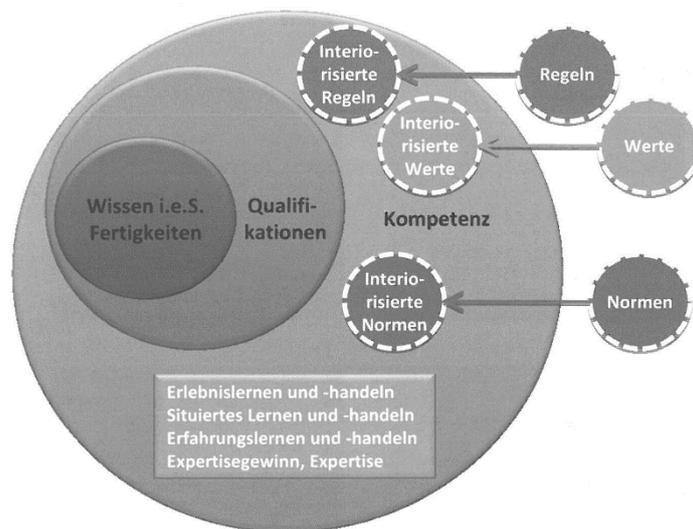 Interio-
risierte
Regeln
Regeln
Interio-
risierte
Werte
Werte
Wissen i.e.S.
Fertigkeiten
Qualifi-
kationen
Kompetenz
Interio-
risierte
Normen
Normen
Erlebnislernen und -handeln
Situiertes Lernen und -handeln
Erfahrungslernen und -handeln
Expertisegewinn, Expertise